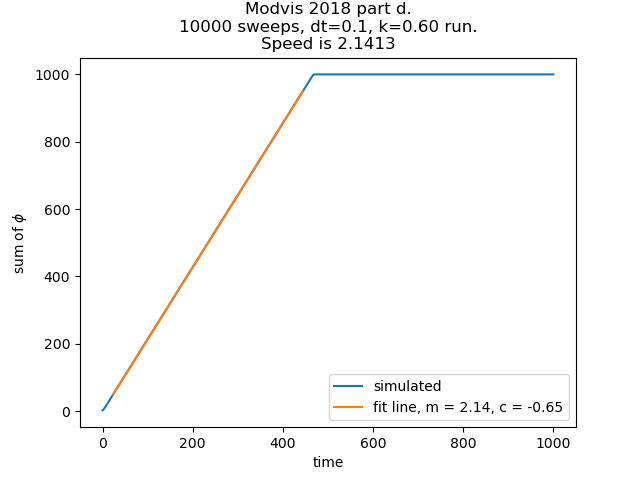 Modvis 2018 part d.
10000 sweeps, dt=0.1, k=0.60 run.
Speed is 2.1413
1000
800
600
400
200
0
sum of ϕ
simulated
fit line, m = 2.14, c = -0.65
0 200 400 600 800 1000
time